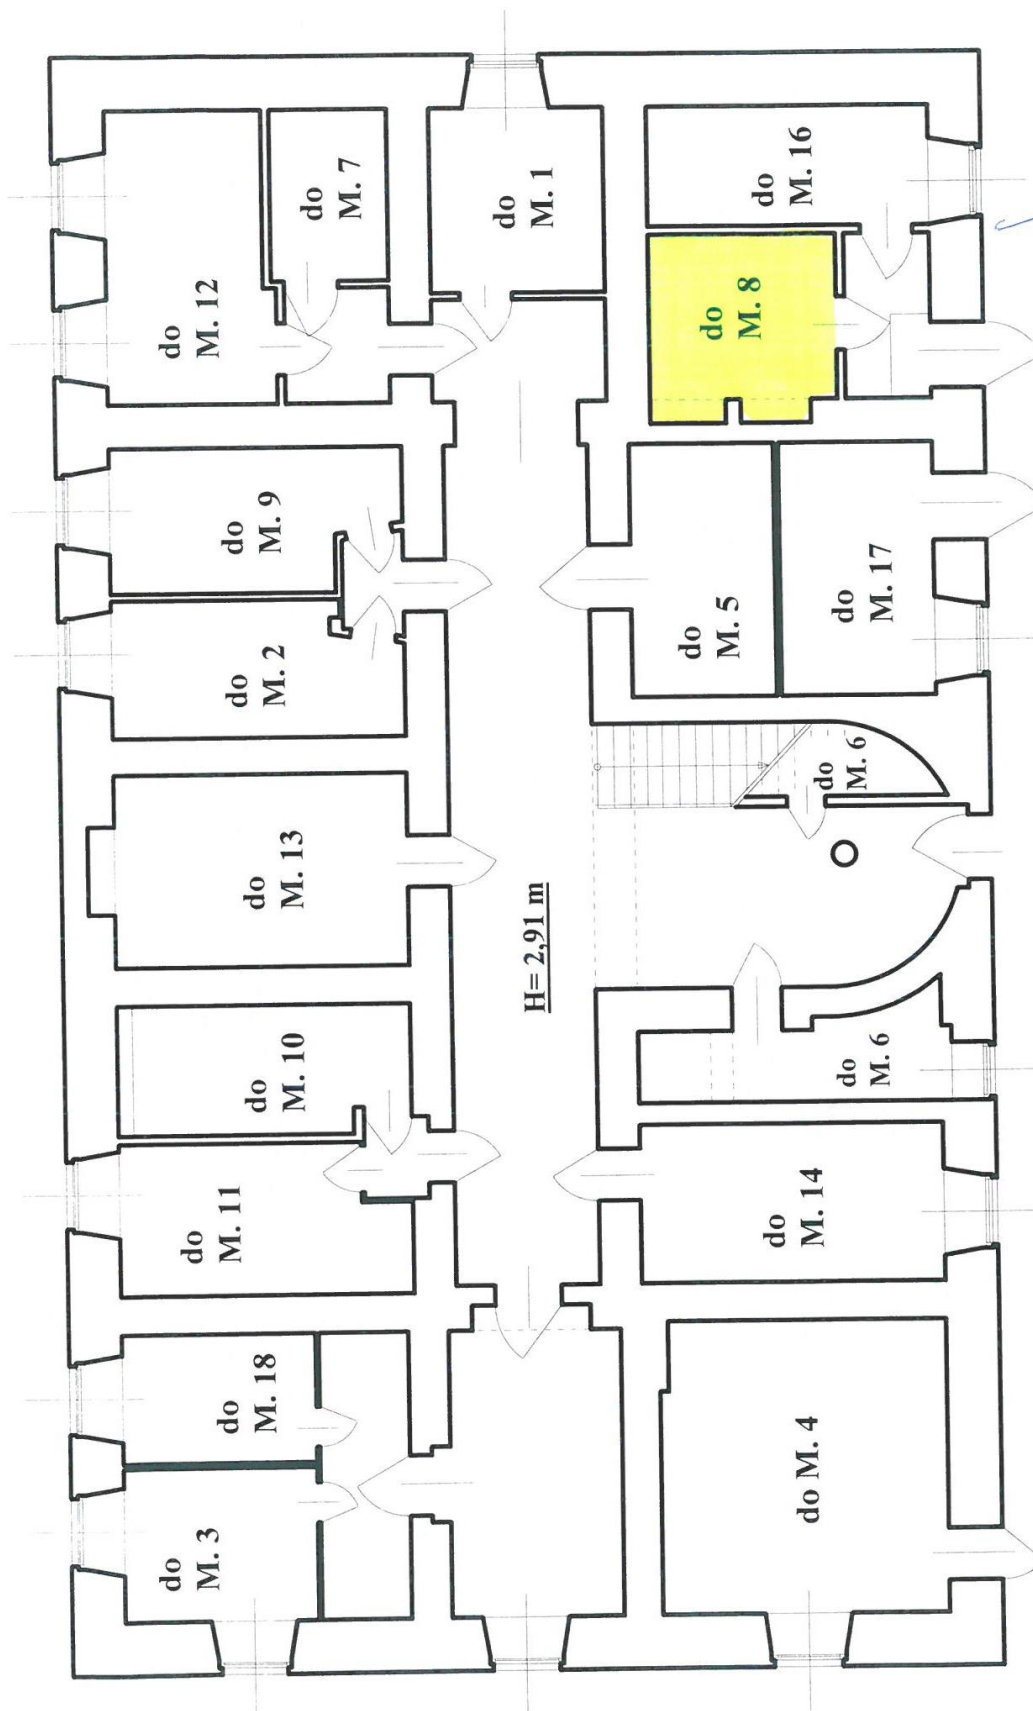 do
M. 3
do
M. 18
do
M. 11
do
M. 10
do
M. 13
do
M. 2
do
M. 9
do
M. 12
do
M. 7
do
M. 1
H= 2,91 m
do M. 4
do
M. 14
do
M. 6
do
M. 6
do
M. 5
do
M. 17
do
M. 8
do
M. 16